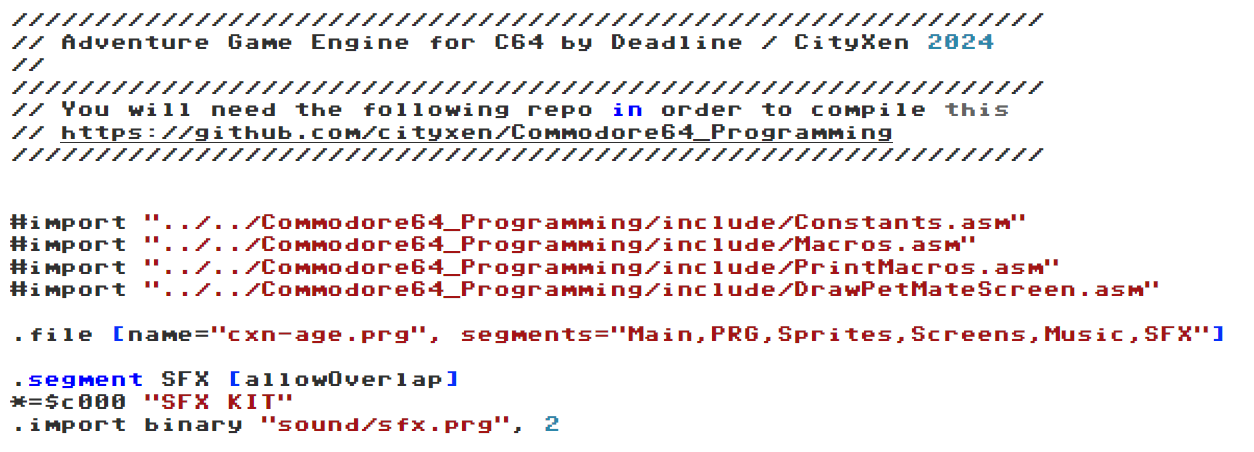 //////////////////////////////////////////////////////////////
// Adventure Game Engine for C64 by Deadline / CityXen 2024
//
//////////////////////////////////////////////////////////////
// You will need the following repo in order to compile this
// https://github.com/cityxen/Commodore64_Programming
//////////////////////////////////////////////////////////////
#import "../../Commodore64_Programming/include/Constants.asm"
#import "../../Commodore64_Programming/include/Macros.asm"
#import "../../Commodore64_Programming/include/PrintMacros.asm"
#import "../../Commodore64_Programming/include/DrawPetMateScreen.asm"
.file [name="cxn-age.prg", segments="Main,PRG,Sprites,Screens,Music,SFX"]
.segment SFX [allowOverlap]
*=$c000 "SFX KIT"
.import binary "sound/sfx.prg", 2